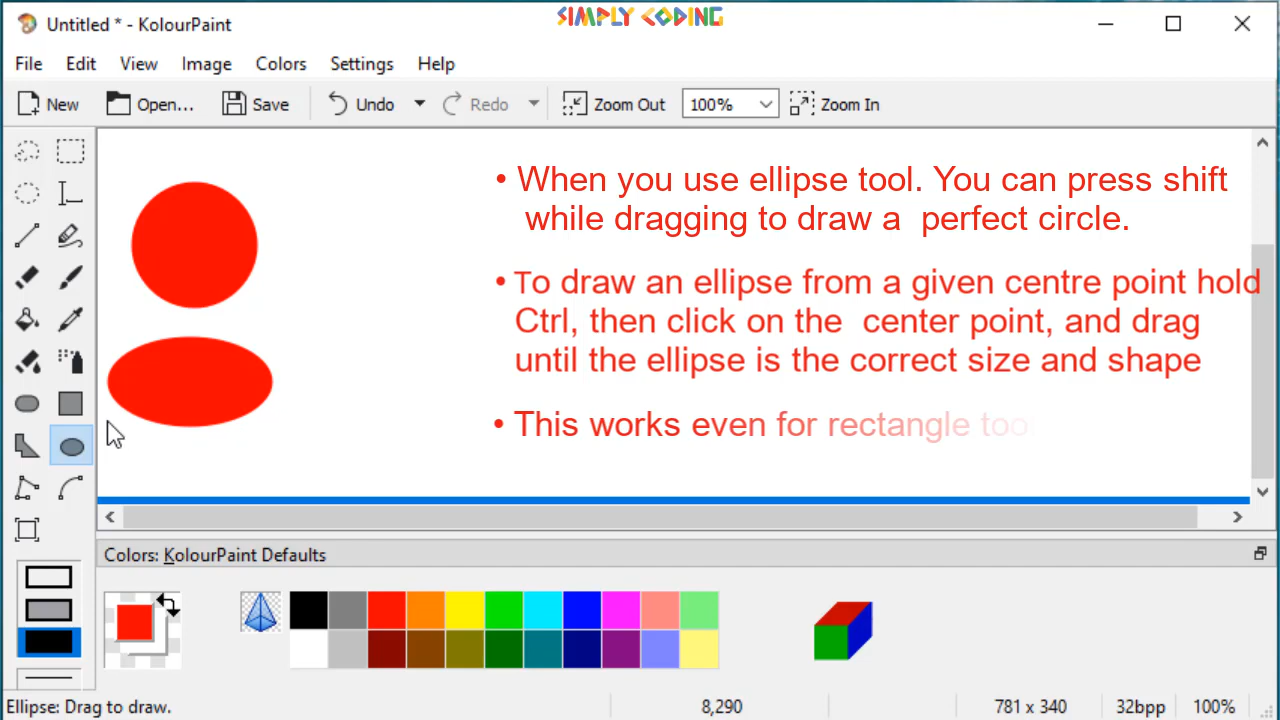 SIMPLY CODING
Untitled * - KolourPaint
File Edit View Image Colors Settings Help
New Open... Save Undo Redo Zoom Out 100% Zoom In
• When you use ellipse tool. You can press shift
while dragging to draw a perfect circle.
• To draw an ellipse from a given centre point hold
Ctrl, then click on the center point, and drag
until the ellipse is the correct size and shape
• This works even for rectangle too
Colors: KolourPaint Defaults
Ellipse: Drag to draw. 8,290 781 x 340 32bpp 100%